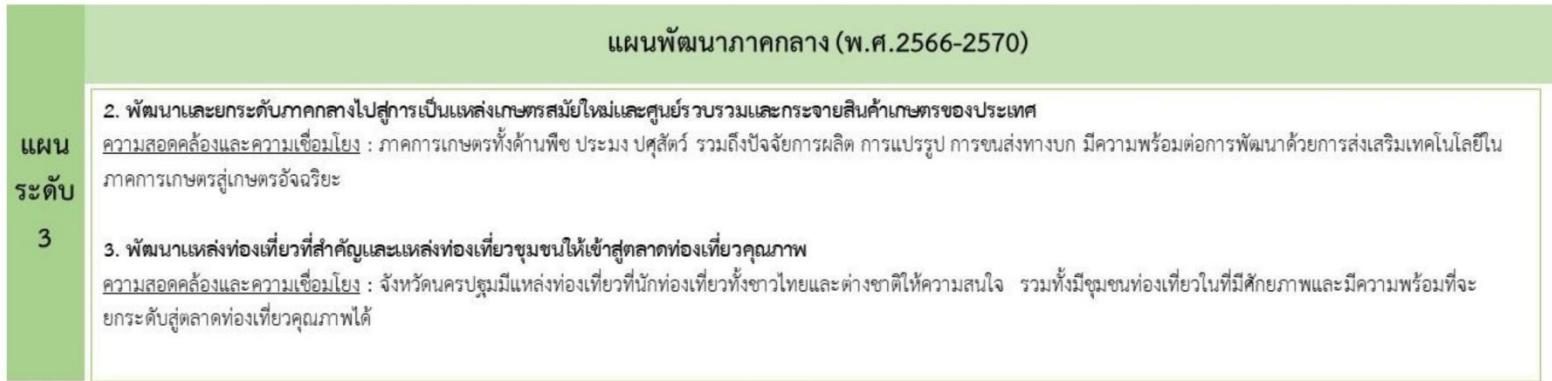 แผนพัฒนาภาคกลาง (พ.ศ.2566-2570)
แผน
ระดับ
3
2. พัฒนาและยกระดับภาคกลางไปสู่การเป็นแหล่งเกษตรสมัยใหม่และศูนย์รวบรวมและกระจายสินค้าเกษตรของประเทศ
ความสอดคล้องและความเชื่อมโยง : ภาคการเกษตรทั้งด้านพืช ประมง ปศุสัตว์ รวมถึงปัจจัยการผลิต การแปรรูป การขนส่งทางบก มีความพร้อมต่อการพัฒนาด้วยการส่งเสริมเทคโนโลยีใน
ภาคการเกษตรสู่เกษตรอัจฉริยะ
3. พัฒนาแหล่งท่องเที่ยวที่สำคัญและแหล่งท่องเที่ยวชุมชนให้เข้าสู่ตลาดท่องเที่ยวคุณภาพ
ความสอดคล้องและความเชื่อมโยง : จังหวัดนครปฐมมีแหล่งท่องเที่ยวที่นักท่องเที่ยวทั้งชาวไทยและต่างชาติให้ความสนใจ รวมทั้งมีชุมชนท่องเที่ยวในที่มีศักยภาพและมีความพร้อมที่จะ
ยกระดับสู่ตลาดท่องเที่ยวคุณภาพได้